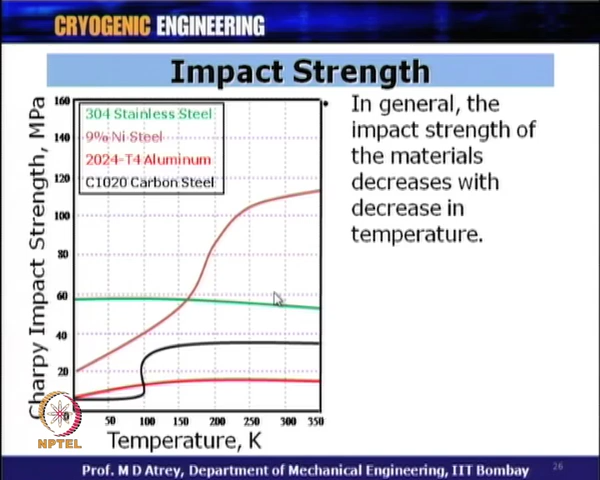 CRYOGENIC ENGINEERING
Impact Strength
Charpy Impact Strength, MPa
160
140
120
100
80
60
40
20
0
304 Stainless Steel
9% Ni Steel
2024-T4 Aluminum
C1020 Carbon Steel
50 100 150 200 250 300 350
Temperature, K
• In general, the
impact strength of
the materials
decreases with
decrease in
temperature.
NPTEL
Prof. M D Atrey, Department of Mechanical Engineering, IIT Bombay
26